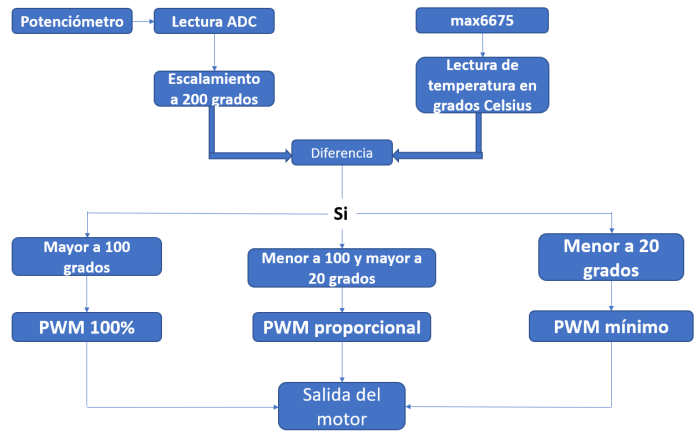 Potenciómetro
Lectura ADC
max6675
Escalamiento
a 200 grados
Lectura de
temperatura en
grados Celsius
Diferencia
Si
Mayor a 100
grados
Menor a 100 y mayor a
20 grados
Menor a 20
grados
PWM 100%
PWM proporcional
PWM mínimo
Salida del
motor